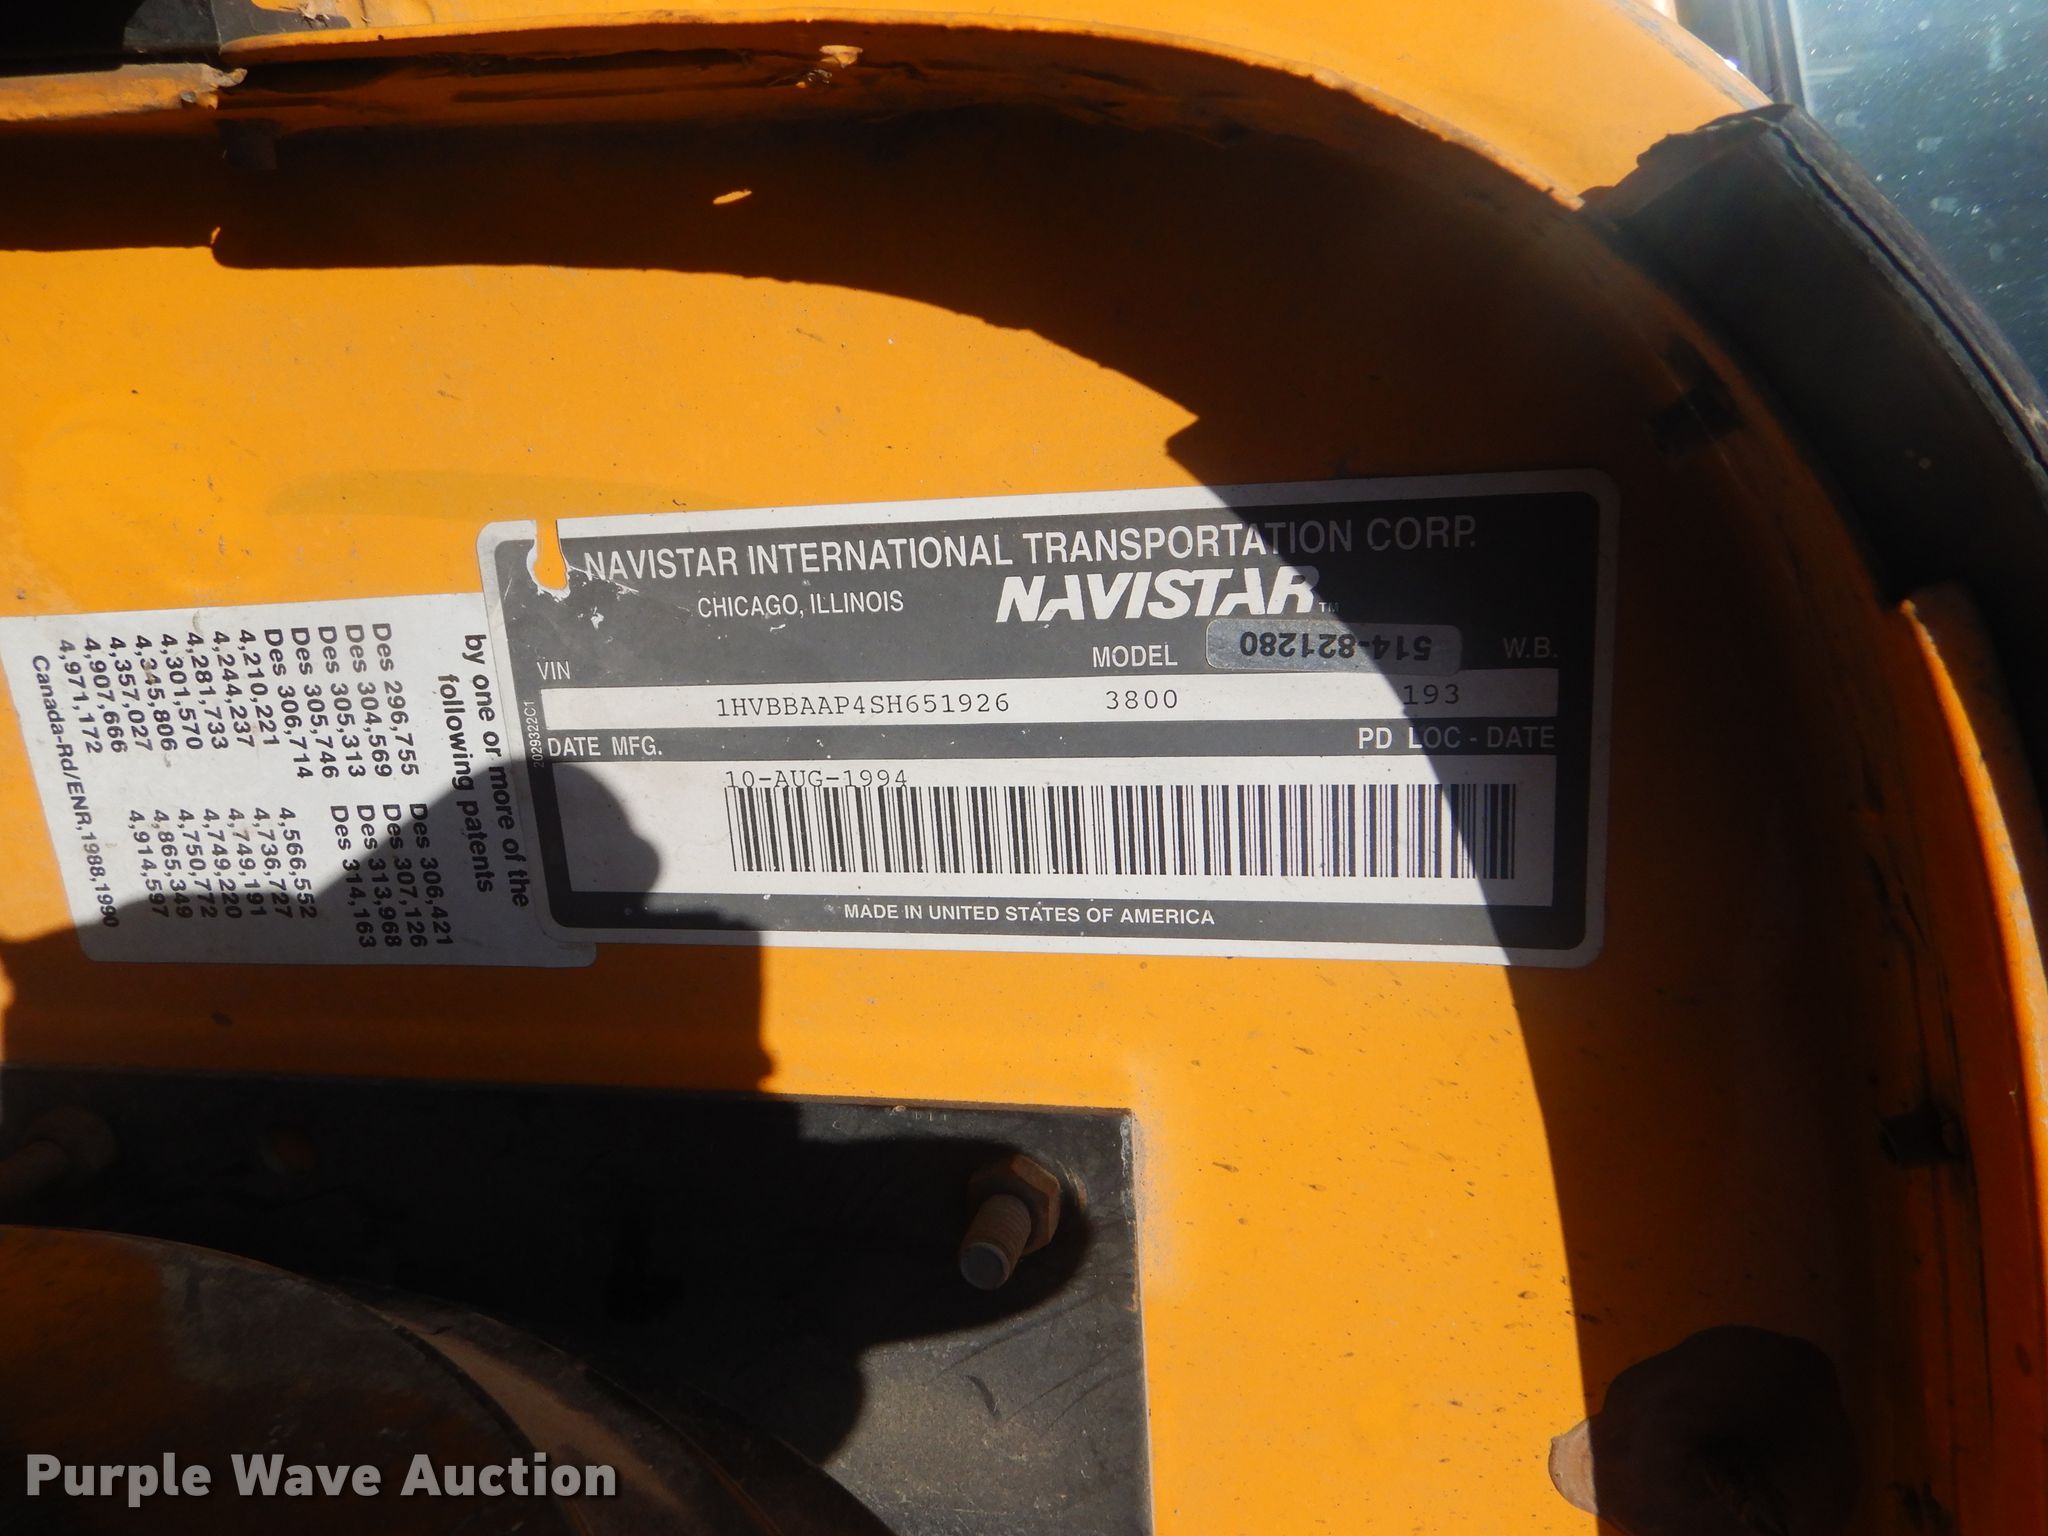 NAVISTAR INTERNATIONAL TRANSPORTATION CORP.
CHICAGO, ILLINOIS
NAVISTAR™
VIN
MODEL
514-821280
W.B.
1HVBBAAP4SH651926 3800 193
DATE MFG.
PD LOC - DATE
10-AUG-1994
MADE IN UNITED STATES OF AMERICA
2029322C1
by one or more of the
following patents
Des 296,755 Des 306,421
Des 304,569 Des 307,126
Des 305,313 Des 313,968
Des 305,746 Des 314,163
Des 306,714
4,210,221 4,566,552
4,244,237 4,736,727
4,281,733 4,749,191
4,301,570 4,749,220
4,345,806 4,750,772
4,357,027 4,865,349
4,907,666 4,914,597
4,971,172
Canada-Rd/ENR,1988,1990
Purple Wave Auction